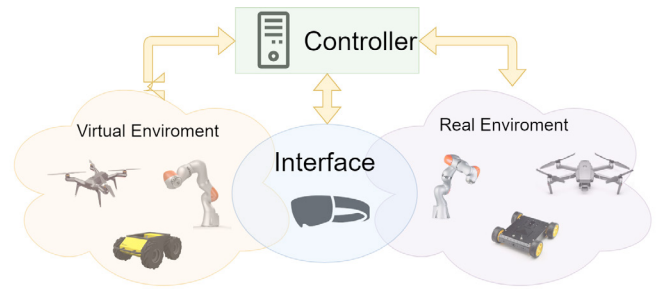 Controller
Virtual Enviroment
Real Enviroment
Interface